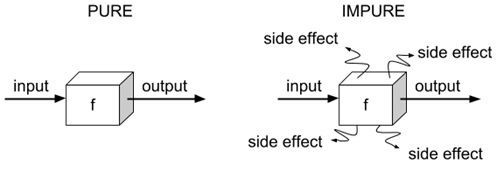 PURE
input
f
output
IMPURE
side effect
side effect
input
f
output
side effect
side effect